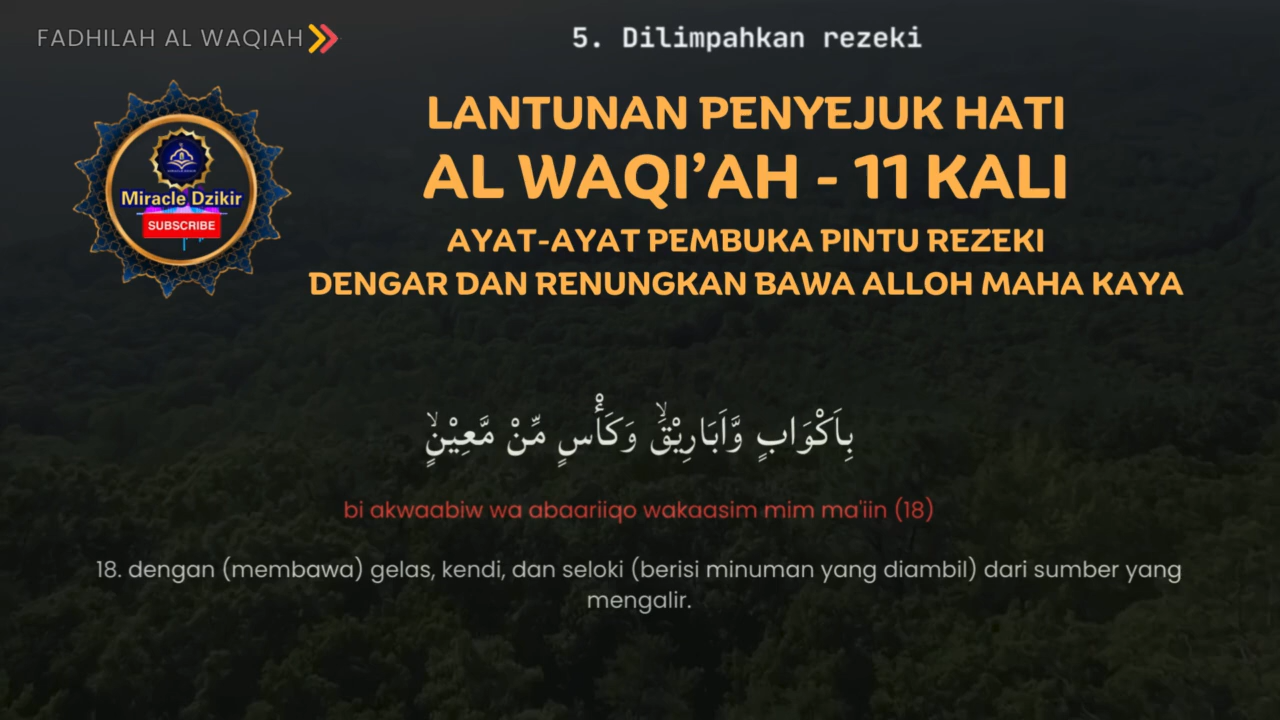 FADHILAH AL WAQIAH
5. Dilimpahkan rezeki
Miracle Dzikir
SUBSCRIBE
LANTUNAN PENYEJUK HATI
AL WAQI’AH - 11 KALI
AYAT-AYAT PEMBUKA PINTU REZEKI
DENGAR DAN RENUNGKAN BAWA ALLOH MAHA KAYA
بِاَكْوَابٍ وَّاَبَارِيْقَۙ وَكَأْسٍ مِّنْ مَّعِيْنٍۙ
bi akwaabiw wa abaariiqo wakaasim mim ma'iin (18)
18. dengan (membawa) gelas, kendi, dan seloki (berisi minuman yang diambil) dari sumber yang
mengalir.